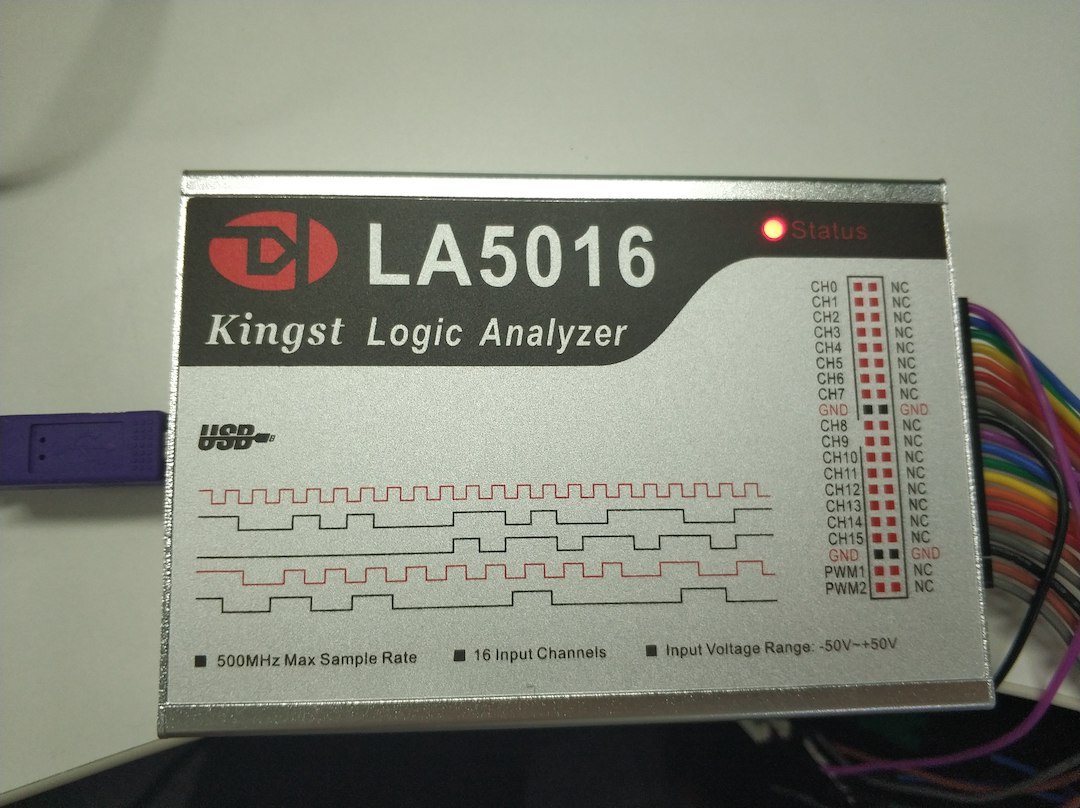 LA5016
Status
Kingst Logic Analyzer
USB
CH0 NC
CH1 NC
CH2 NC
CH3 NC
CH4 NC
CH5 NC
CH6 NC
CH7 NC
GND GND
CH8 NC
CH9 NC
CH10 NC
CH11 NC
CH12 NC
CH13 NC
CH14 NC
CH15 NC
GND GND
PWM1 NC
PWM2 NC
500MHz Max Sample Rate
16 Input Channels
Input Voltage Range: -50V~+50V